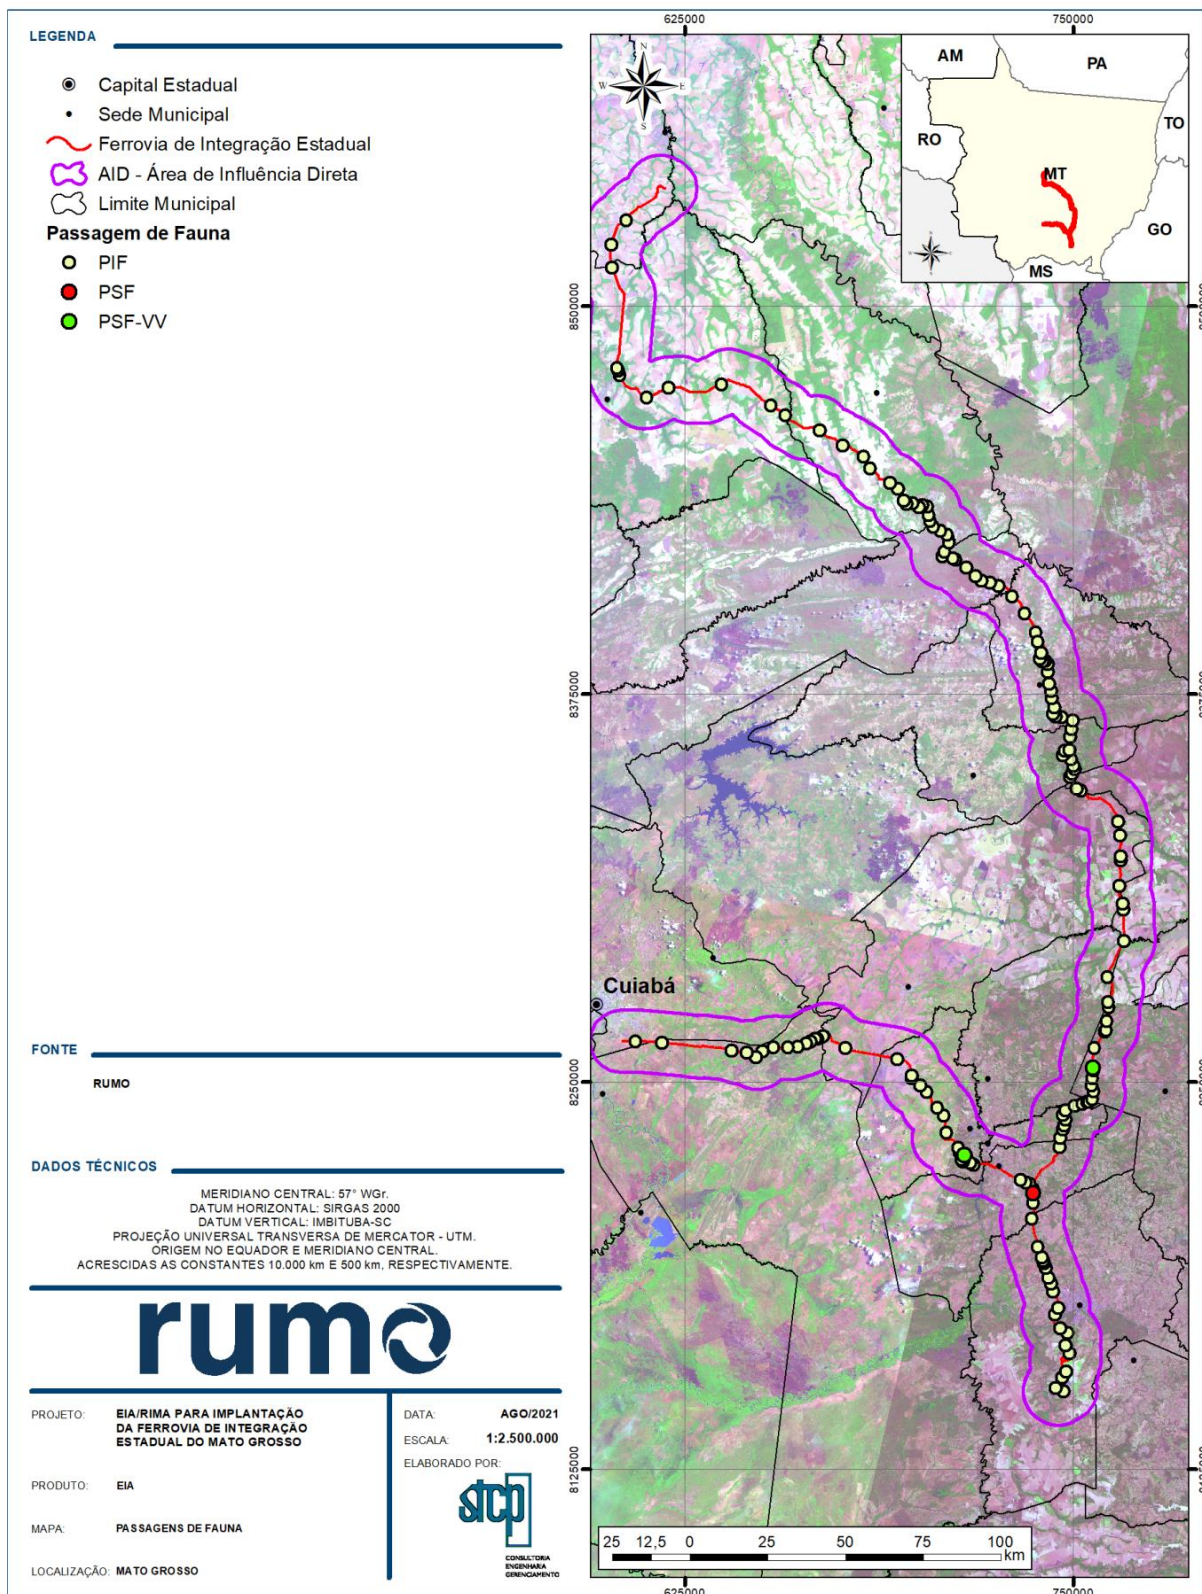 LEGENDA
Capital Estadual
Sede Municipal
Ferrovia de Integração Estadual
AID - Área de Influência Direta
Limite Municipal
Passagem de Fauna
PIF
PSF
PSF-VV
FONTE
RUMO
DADOS TÉCNICOS
MERIDIANO CENTRAL: 57° WGr.
DATUM HORIZONTAL: SIRGAS 2000
DATUM VERTICAL: IMBITUBA-SC
PROJEÇÃO UNIVERSAL TRANSVERSA DE MERCATOR - UTM.
ORIGEM NO EQUADOR E MERIDIANO CENTRAL.
ACRESCIDAS AS CONSTANTES 10.000 km E 500 km, RESPECTIVAMENTE.
rumo
PROJETO: EIA/RIMA PARA IMPLANTAÇÃO
DA FERROVIA DE INTEGRAÇÃO
ESTADUAL DO MATO GROSSO
PRODUTO: EIA
MAPA: PASSAGENS DE FAUNA
LOCALIZAÇÃO: MATO GROSSO
DATA: AGO/2021
ESCALA: 1:2.500.000
ELABORADO POR:
stcp
CONSULTORIA
ENGENHARIA
GERENCIAMENTO
625000 750000
N
W E
S
AM PA
RO TO
MT
GO
MS
8375000
Cuiabá
8250000
8125000
25 12,5 0 25 50 75 100
km
625000 750000